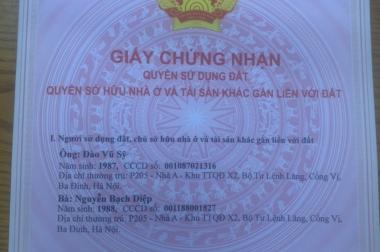 GIẤY CHỨNG NHẬN
QUYỀN SỬ DỤNG ĐẤT
QUYỀN SỞ HỮU NHÀ Ở VÀ TÀI SẢN KHÁC GẮN LIỀN VỚI ĐẤT
I. Người sử dụng đất, chủ sở hữu nhà ở và tài sản khác gắn liền với đất
Ông: Đào Vũ Sỹ
Năm sinh: 1987, CCCD số: 001087021316
Địa chỉ thường trú: P205 - Nhà A - Khu TTQĐ X2, Bộ Tư Lệnh Lăng, Cống Vị,
Ba Đình, Hà Nội.
Bà: Nguyễn Bạch Diệp
Năm sinh: 1988, CCCD số: 001188001827
Địa chỉ thường trú: P205 - Nhà A - Khu TTQĐ X2, Bộ Tư Lệnh Lăng, Cống Vị,
Ba Đình, Hà Nội.